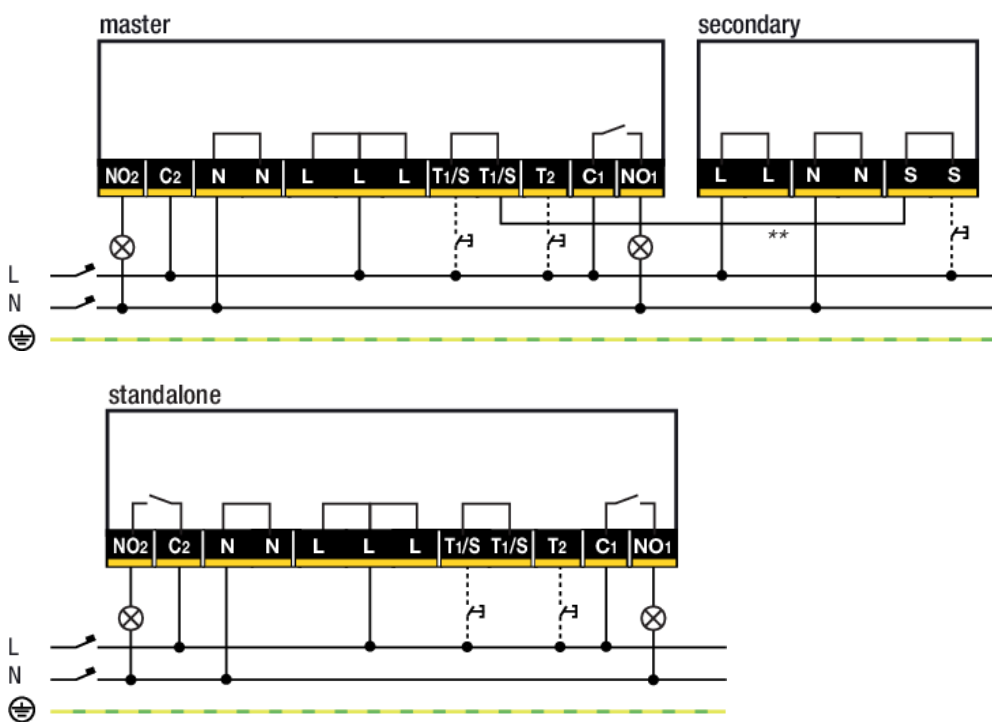 master
secondary
NO2 C2 N N L L L T1/S T1/S T2 C1 NO1
L L N N S S
**
L
N
standalone
NO2 C2 N N L L L T1/S T1/S T2 C1 NO1
L
N